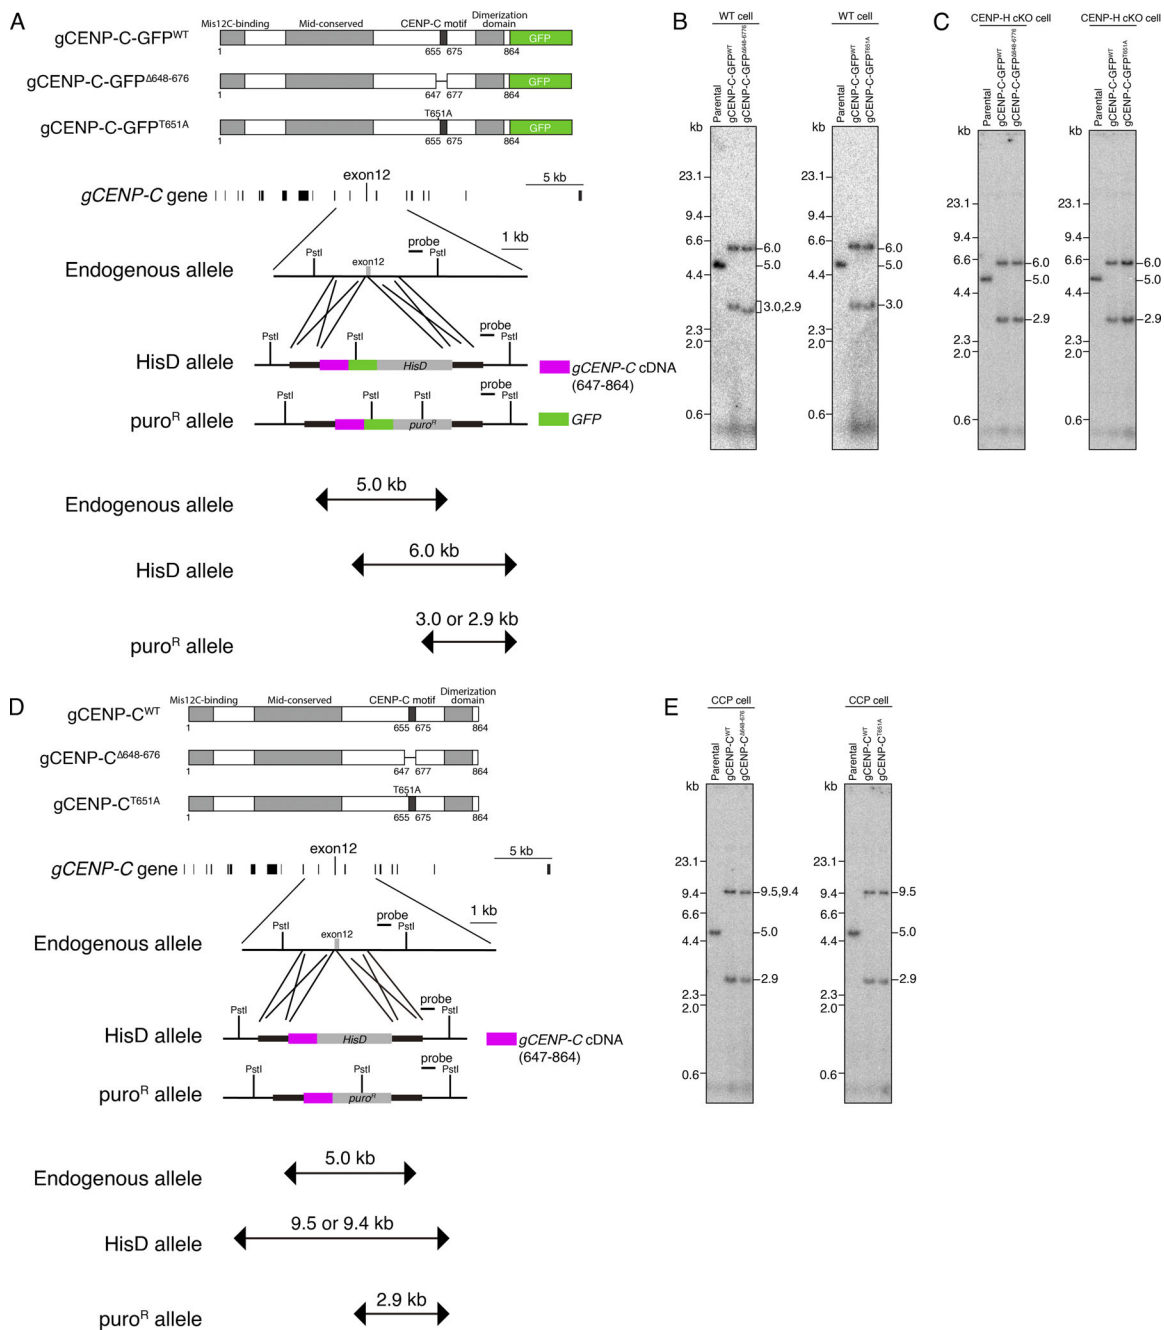 A
Mis12C-binding Mid-conserved CENP-C motif Dimerization domain
gCENP-C-GFP^WT GFP
1 655 675 864
gCENP-C-GFP^Δ648-676 GFP
1 647 677 864
T651A
gCENP-C-GFP^T651A GFP
1 655 675 864
exon12 5 kb
gCENP-C gene
probe 1 kb
PstI exon12 PstI
Endogenous allele
probe
PstI PstI PstI
HisD allele HisD
gCENP-C cDNA
(647-864)
probe
PstI PstI PstI PstI
puro^R allele puro^R
GFP
Endogenous allele 5.0 kb
HisD allele 6.0 kb
puro^R allele 3.0 or 2.9 kb
B
WT cell
Parental
gCENP-C-GFP^WT
gCENP-C-GFP^Δ648-6776
kb
23.1
9.4
6.6
4.4
2.3
2.0
0.6
6.0
5.0
3.0,2.9
WT cell
Parental
gCENP-C-GFP^WT
gCENP-C-GFP^T651A
kb
23.1
9.4
6.6
4.4
2.3
2.0
0.6
6.0
5.0
3.0
C
CENP-H cKO cell
Parental
gCENP-C-GFP^WT
gCENP-C-GFP^Δ648-6776
kb
23.1
9.4
6.6
4.4
2.3
2.0
0.6
6.0
5.0
2.9
CENP-H cKO cell
Parental
gCENP-C-GFP^WT
gCENP-C-GFP^T651A
kb
23.1
9.4
6.6
4.4
2.3
2.0
0.6
6.0
5.0
2.9
D
Mis12C-binding Mid-conserved CENP-C motif Dimerization domain
gCENP-C^WT
1 655 675 864
gCENP-C^Δ648-676
1 647 677 864
T651A
gCENP-C^T651A
1 655 675 864
exon12 5 kb
gCENP-C gene
probe 1 kb
PstI exon12 PstI
Endogenous allele
probe
PstI PstI
HisD allele HisD
gCENP-C cDNA
(647-864)
probe
PstI PstI PstI
puro^R allele puro^R
Endogenous allele 5.0 kb
HisD allele 9.5 or 9.4 kb
puro^R allele 2.9 kb
E
CCP cell
Parental
gCENP-C^WT
gCENP-C^Δ648-676
kb
23.1
9.4
6.6
4.4
2.3
2.0
0.6
9.5,9.4
5.0
2.9
CCP cell
Parental
gCENP-C^WT
gCENP-C^T651A
kb
23.1
9.4
6.6
4.4
2.3
2.0
0.6
9.5
5.0
2.9